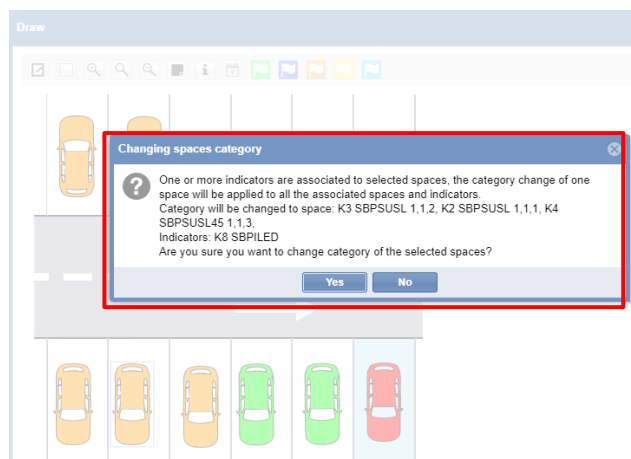 Draw
Changing spaces category
One or more indicators are associated to selected spaces, the category change of one
space will be applied to all the associated spaces and indicators.
Category will be changed to space: K3 SBPSUSL 1,1,2, K2 SBPSUSL 1,1,1, K4
SBPSUSL45 1,1,3,
Indicators: K8 SBPILED
Are you sure you want to change category of the selected spaces?
Yes No